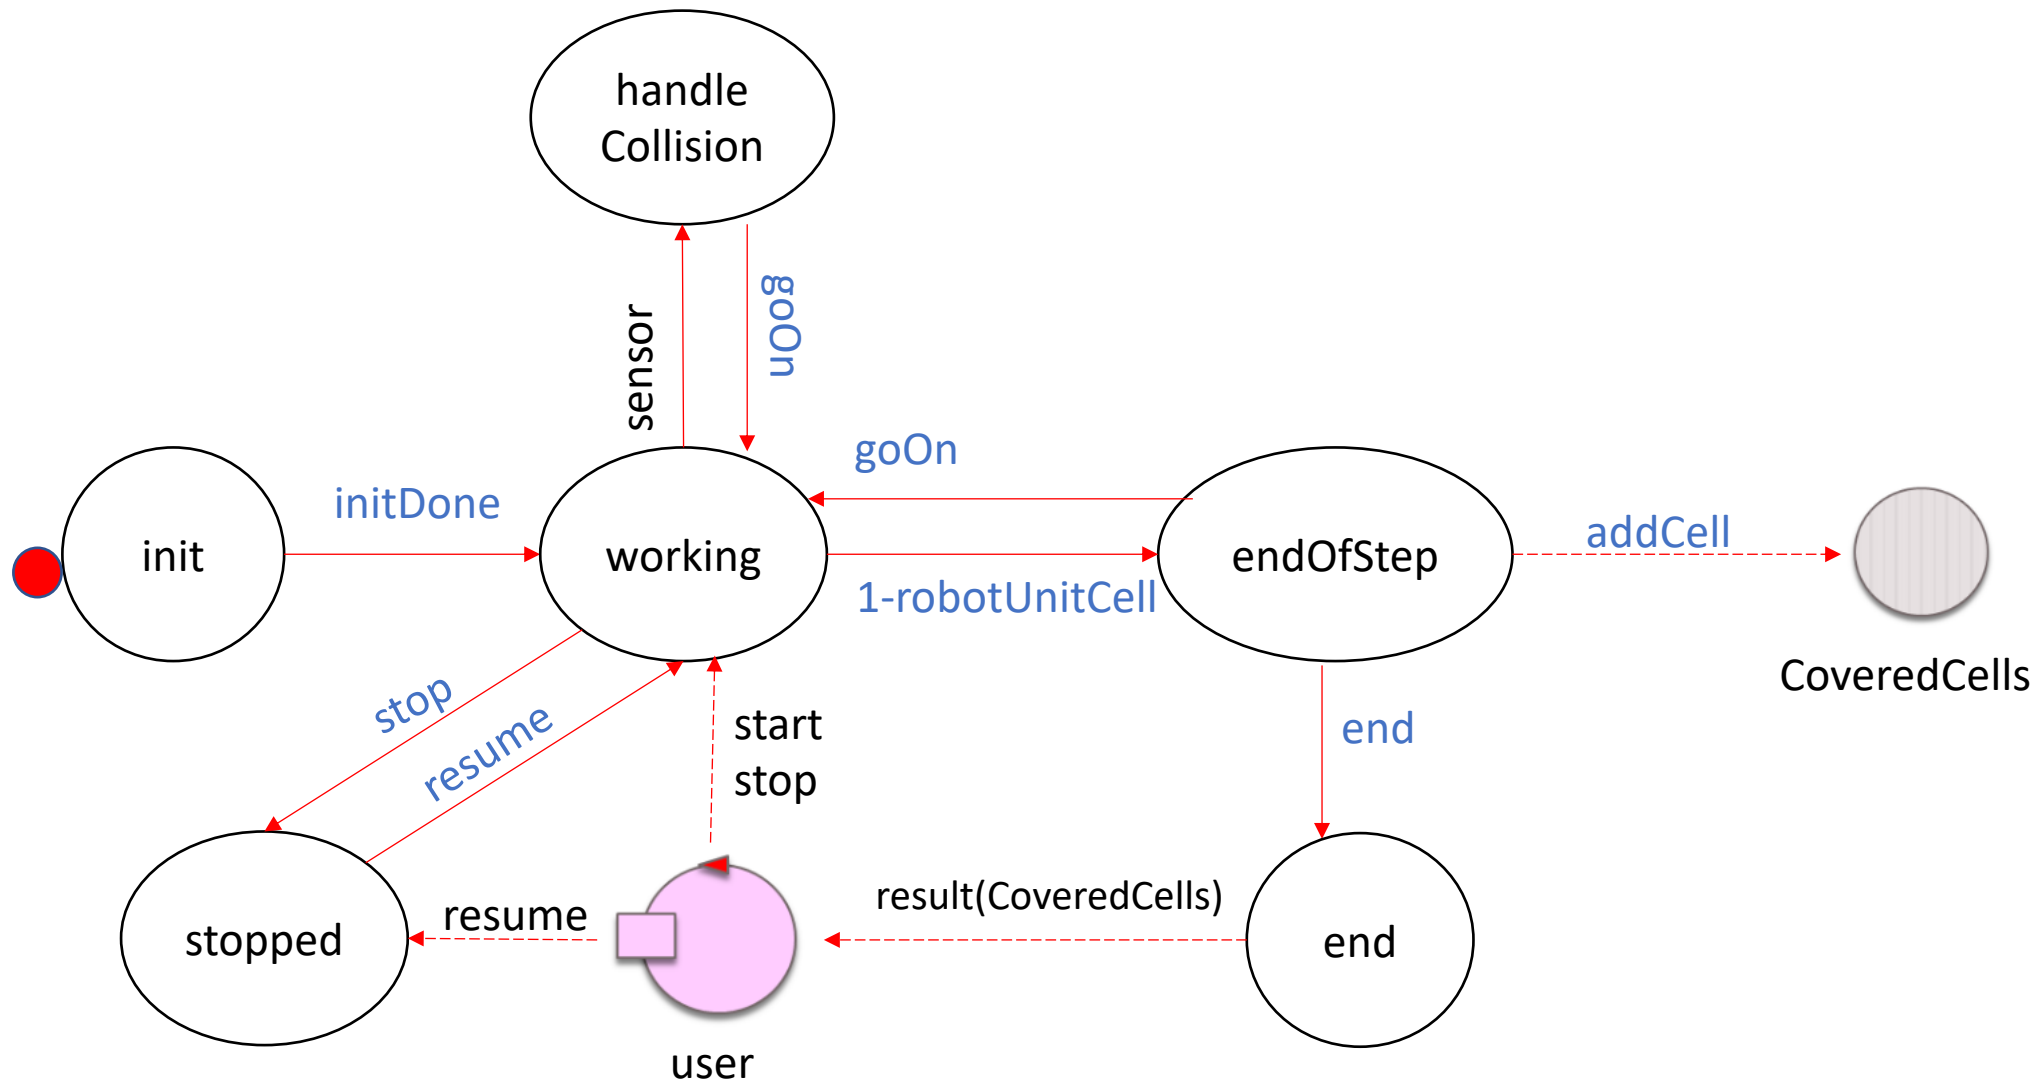 handle
Collision
sensor
goOn
goOn
initDone
init
working
endOfStep
addCell
1-robotUnitCell
CoveredCells
stop
resume
start
stop
end
result(CoveredCells)
resume
stopped
end
user